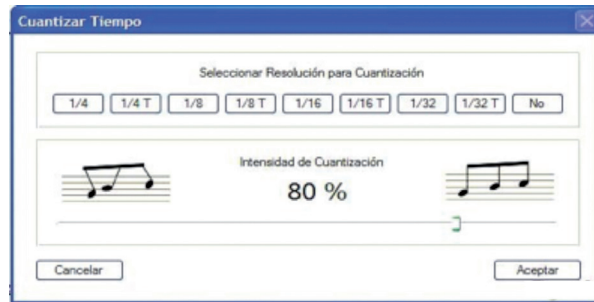 Cuantizar Tiempo
Seleccionar Resolución para Cuantización
1/4 1/4 T 1/8 1/8 T 1/16 1/16 T 1/32 1/32 T No
Intensidad de Cuantización
80 %
Cancelar Aceptar